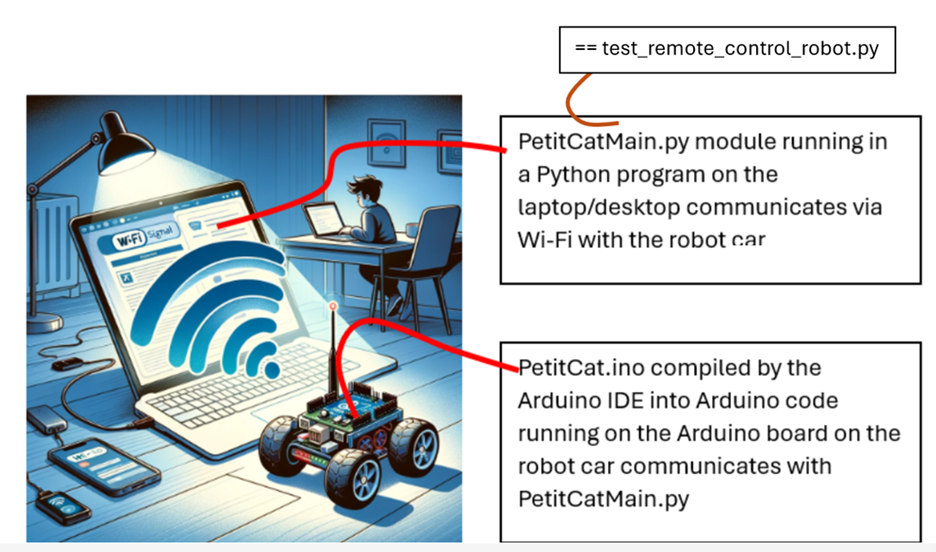 == test_remote_control_robot.py
PetitCatMain.py module running in
a Python program on the
laptop/desktop communicates via
Wi-Fi with the robot car
WiFi Signal
PetitCat.ino compiled by the
Arduino IDE into Arduino code
running on the Arduino board on the
robot car communicates with
PetitCatMain.py